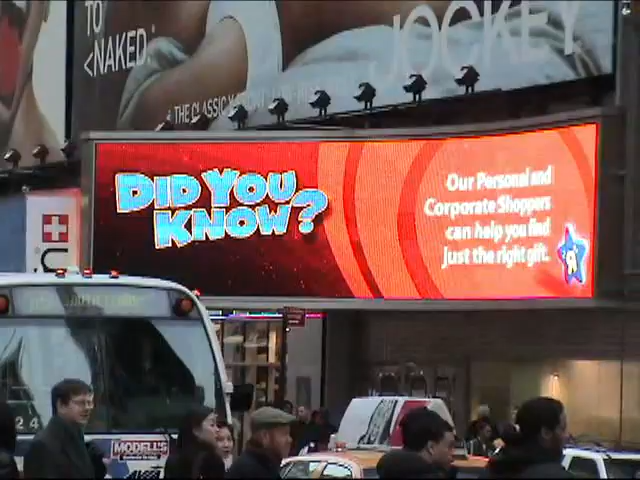 TO
<NAKED.
JOCKEY
THE CLASSIC
DID YOU
KNOW?
Our Personal and
Corporate Shoppers
can help you find
Just the right gift.
R
24
MODELL'S